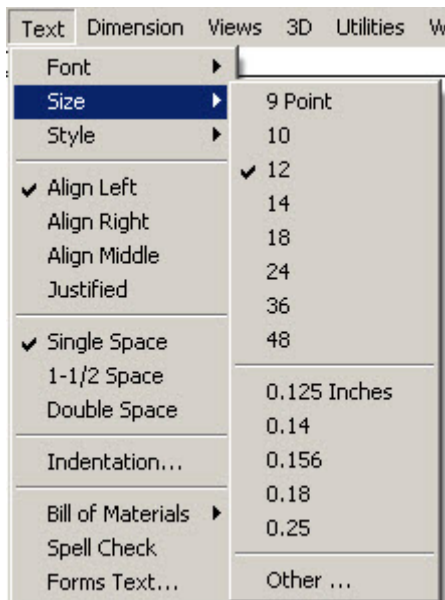 Text Dimension Views 3D Utilities
Font
Size
Style
Align Left
Align Right
Align Middle
Justified
Single Space
1-1/2 Space
Double Space
Indentation...
Bill of Materials
Spell Check
Forms Text...
9 Point
10
12
14
18
24
36
48
0.125 Inches
0.14
0.156
0.18
0.25
Other ...